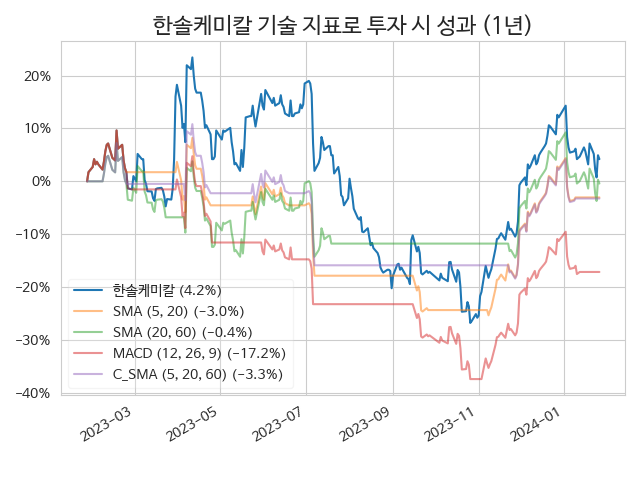 한솔케미칼 기술 지표로 투자 시 성과 (1년)
20%
10%
0%
−10%
−20%
−30%
−40%
한솔케미칼 (4.2%)
SMA (5, 20) (−3.0%)
SMA (20, 60) (−0.4%)
MACD (12, 26, 9) (−17.2%)
C_SMA (5, 20, 60) (−3.3%)
2023−03
2023−05
2023−07
2023−09
2023−11
2024−01